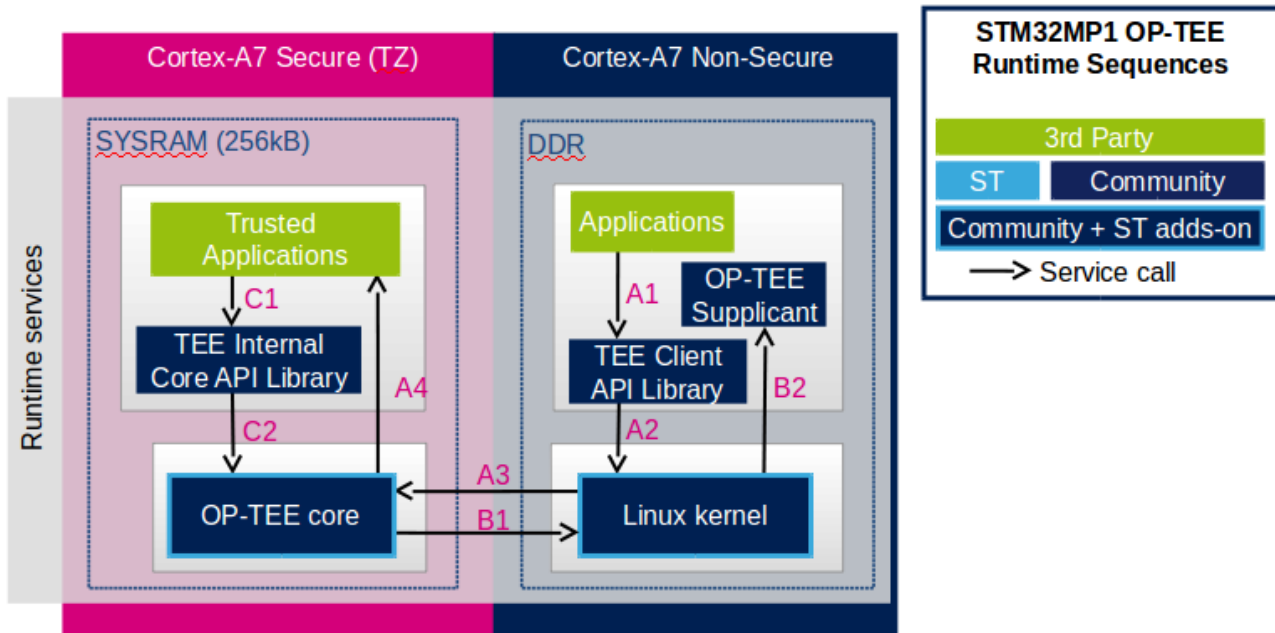 Cortex-A7 Secure (TZ)
Cortex-A7 Non-Secure
STM32MP1 OP-TEE
Runtime Sequences
3rd Party
ST
Community
Community + ST adds-on
Service call
Runtime services
SYSRAM (256kB)
Trusted
Applications
C1
TEE Internal
Core API Library
A4
C2
OP-TEE core
A3
B1
DDR
Applications
A1
OP-TEE
Supplicant
TEE Client
API Library
B2
A2
Linux kernel